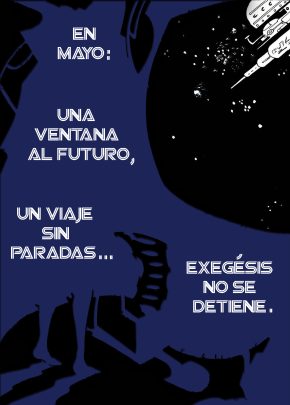 EN
MAYO:
UNA
VENTANA
AL FUTURO,
UN VIAJE
SIN
PARADAS...
EXEGÉSIS
NO SE
DETIENE.